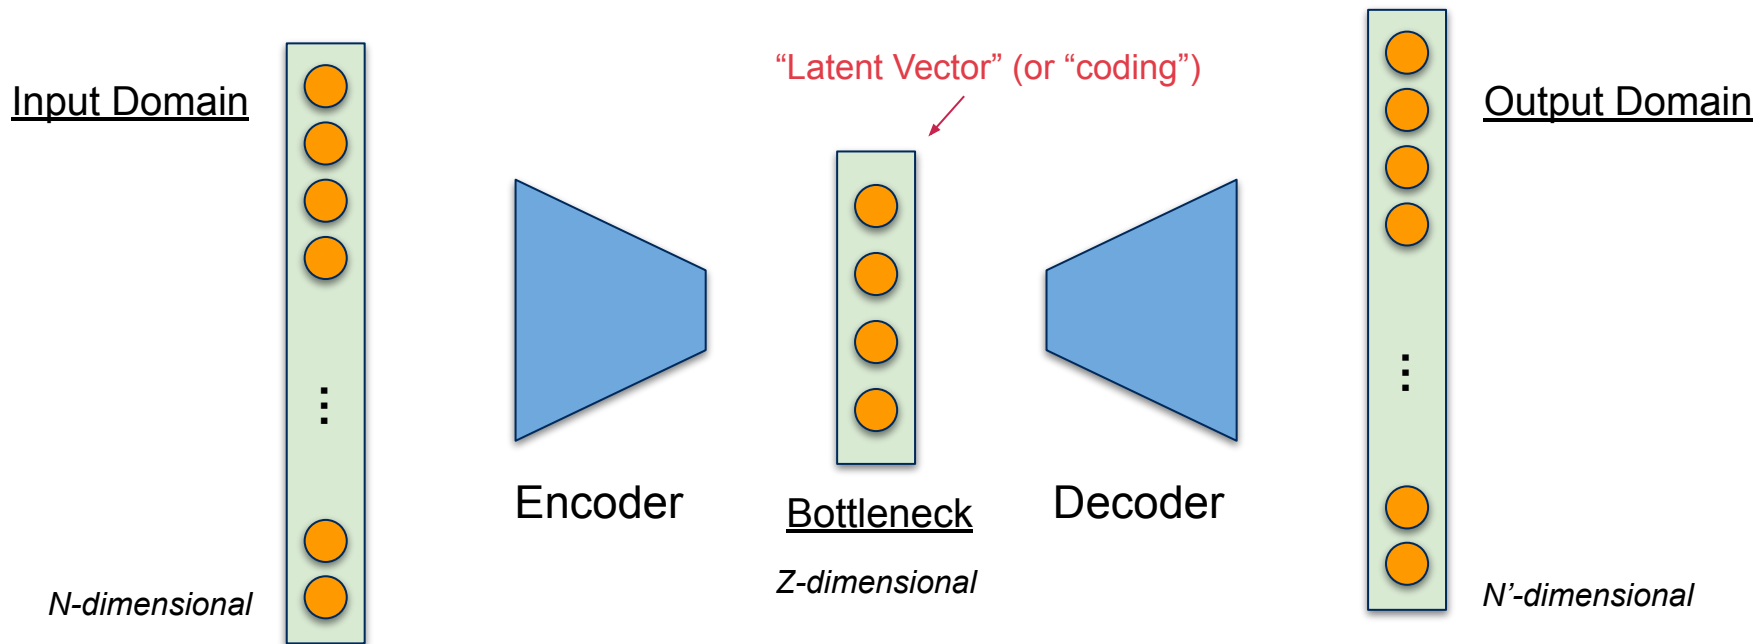 “Latent Vector” (or “coding”)
Input Domain
Output Domain
...
...
Encoder
Bottleneck
Decoder
N-dimensional
Z-dimensional
N’-dimensional